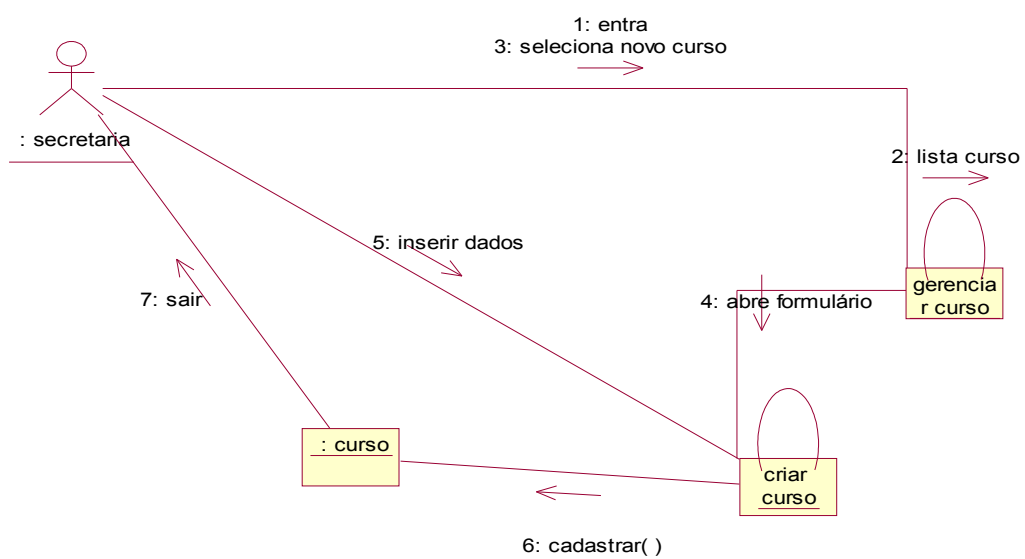 1: entra
3: seleciona novo curso
: secretaria
2: lista curso
5: inserir dados
gerencia
r curso
7: sair
4: abre formulário
: curso
criar
curso
6: cadastrar( )